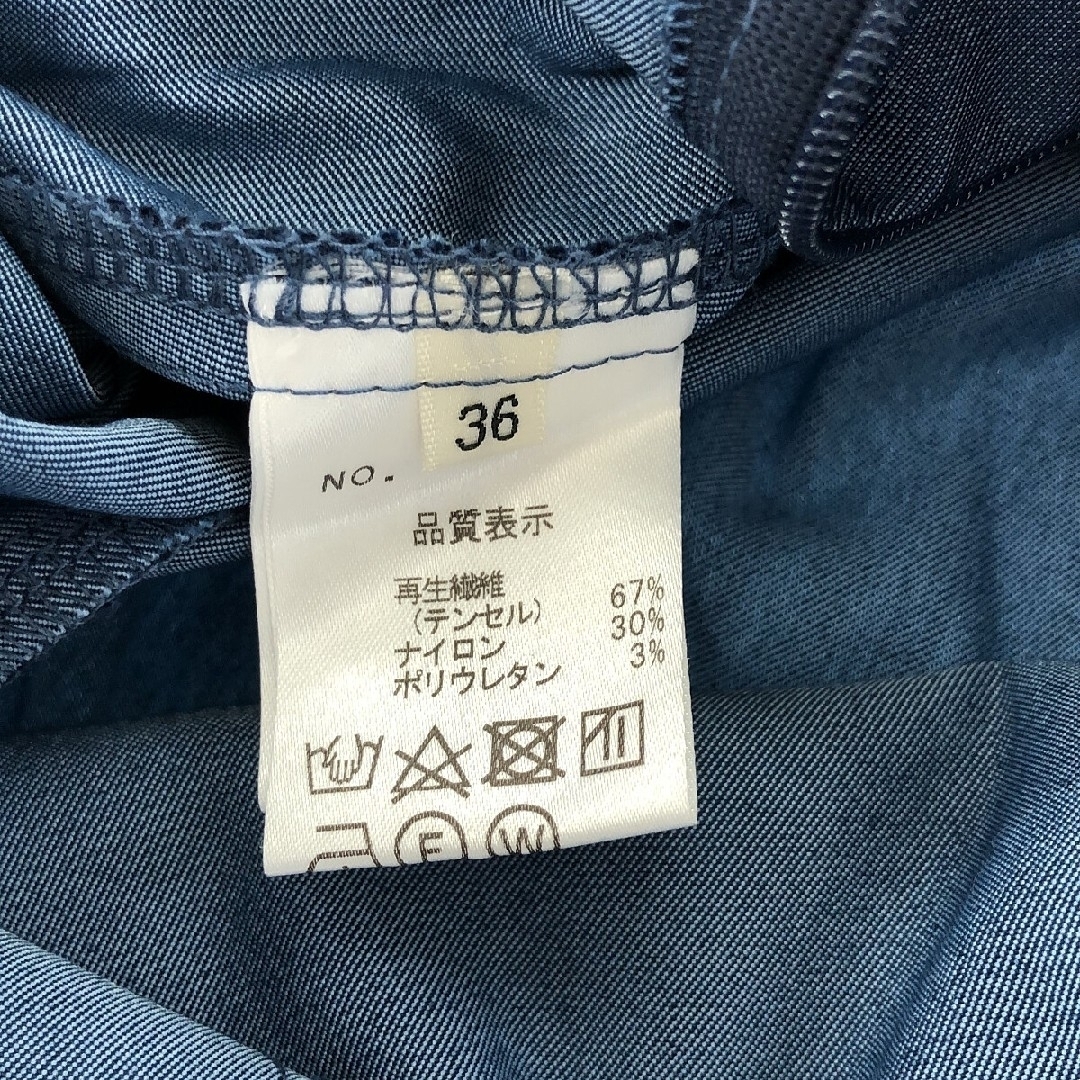 36
NO.
品質表示
再生繊維
(テンセル) 67%
ナイロン 30%
ポリウレタン 3%
F W